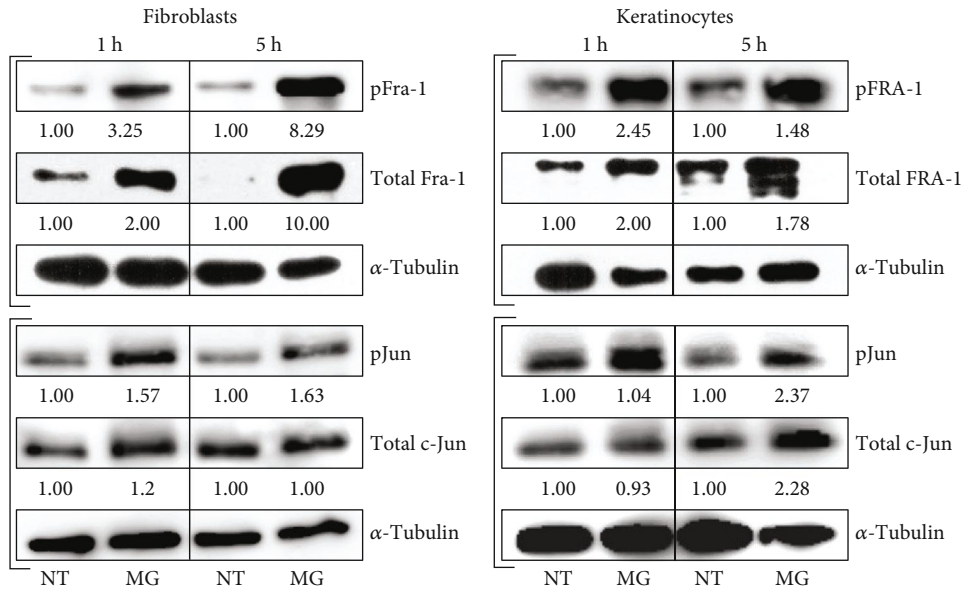 Fibroblasts
1 h 5 h
pFra-1
1.00 3.25 1.00 8.29
Total Fra-1
1.00 2.00 1.00 10.00
α-Tubulin
pJun
1.00 1.57 1.00 1.63
Total c-Jun
1.00 1.2 1.00 1.00
α-Tubulin
NT MG NT MG
Keratinocytes
1 h 5 h
pFRA-1
1.00 2.45 1.00 1.48
Total FRA-1
1.00 2.00 1.00 1.78
α-Tubulin
pJun
1.00 1.04 1.00 2.37
Total c-Jun
1.00 0.93 1.00 2.28
α-Tubulin
NT MG NT MG